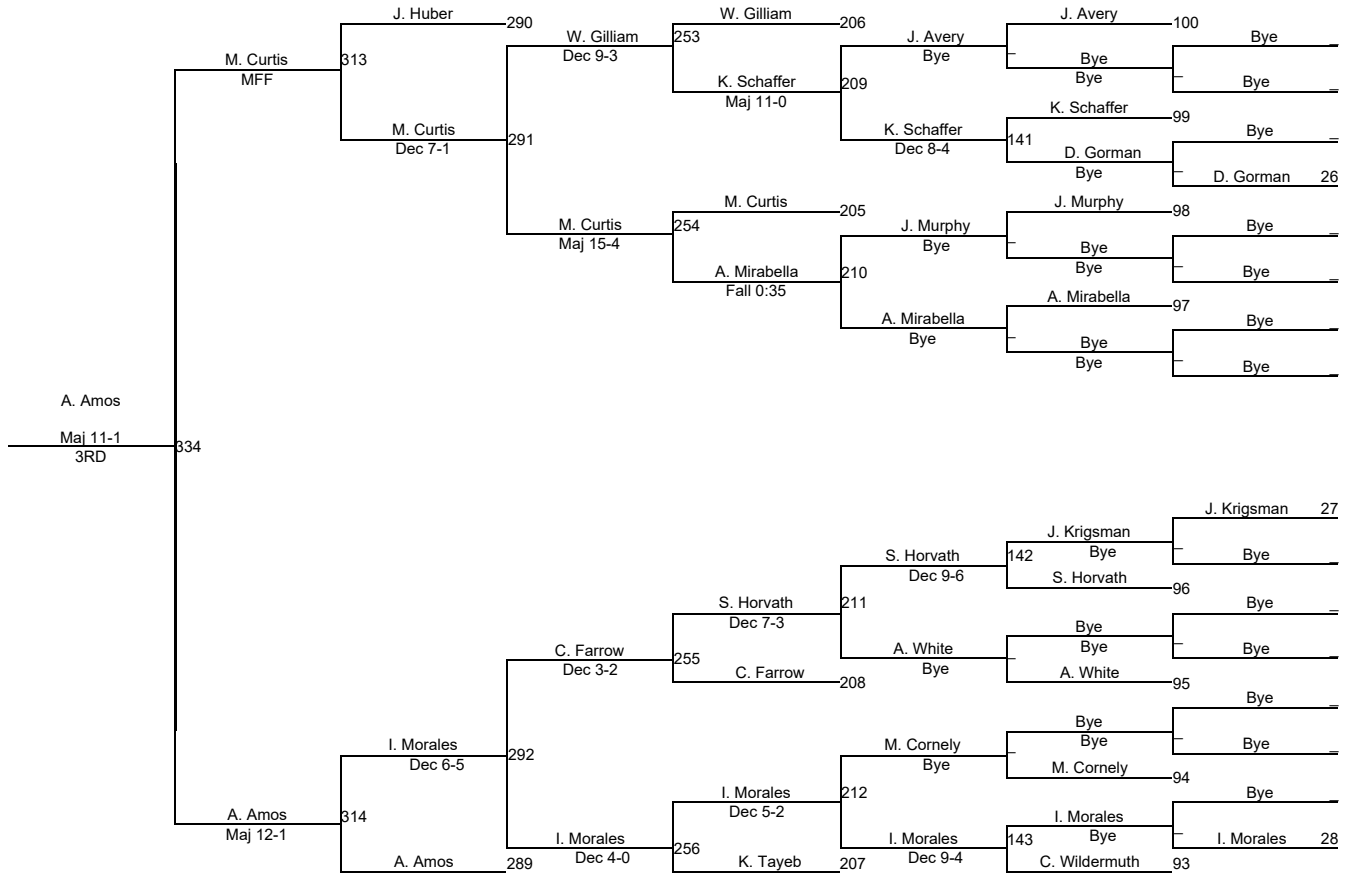 J. Huber 290 W. Gilliam 206 J. Avery 100
W. Gilliam 253 J. Avery Bye _
Dec 9-3 Bye _ Bye
M. Curtis 313 K. Schaffer 209 Bye _ Bye _
MFF Maj 11-0
K. Schaffer 99
M. Curtis 291 K. Schaffer 141 Bye _
Dec 7-1 Dec 8-4 D. Gorman
Bye _ D. Gorman 26
M. Curtis 205 J. Murphy 98
M. Curtis 254 J. Murphy Bye _
Maj 15-4 Bye _ Bye
A. Mirabella 210 Bye _ Bye _
Fall 0:35
A. Mirabella 97
A. Mirabella Bye _
Bye _ Bye
Bye _ Bye _
A. Amos
Maj 11-1 334
3RD
J. Krigsman 27
J. Krigsman
S. Horvath 142 Bye _ Bye _
Dec 9-6 S. Horvath 96
S. Horvath 211 Bye _
Dec 7-3 Bye
C. Farrow 255 A. White _ Bye _ Bye _
Dec 3-2 C. Farrow 208 Bye A. White 95
Bye _
I. Morales 292 M. Cornely Bye
Dec 6-5 Bye _ Bye _ Bye _
M. Cornely 94
I. Morales 212 Bye _
Dec 5-2
A. Amos 314 I. Morales
Maj 12-1 I. Morales 256 I. Morales 143 Bye _ I. Morales 28
Dec 4-0 Dec 9-4
A. Amos 289 K. Tayeb 207 C. Wildermuth 93